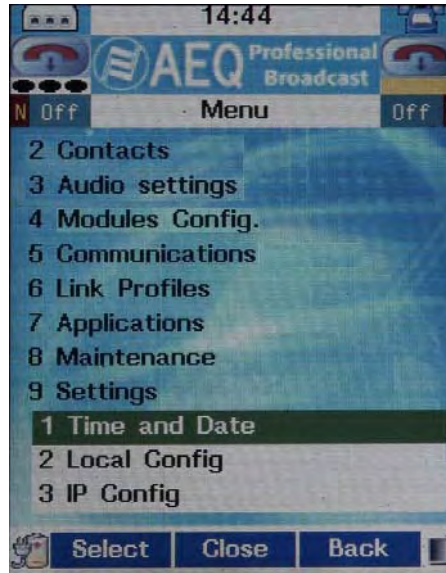 14:44
AEQ Professional Broadcast
N Off Menu Off
2 Contacts
3 Audio settings
4 Modules Config.
5 Communications
6 Link Profiles
7 Applications
8 Maintenance
9 Settings
1 Time and Date
2 Local Config
3 IP Config
Select Close Back